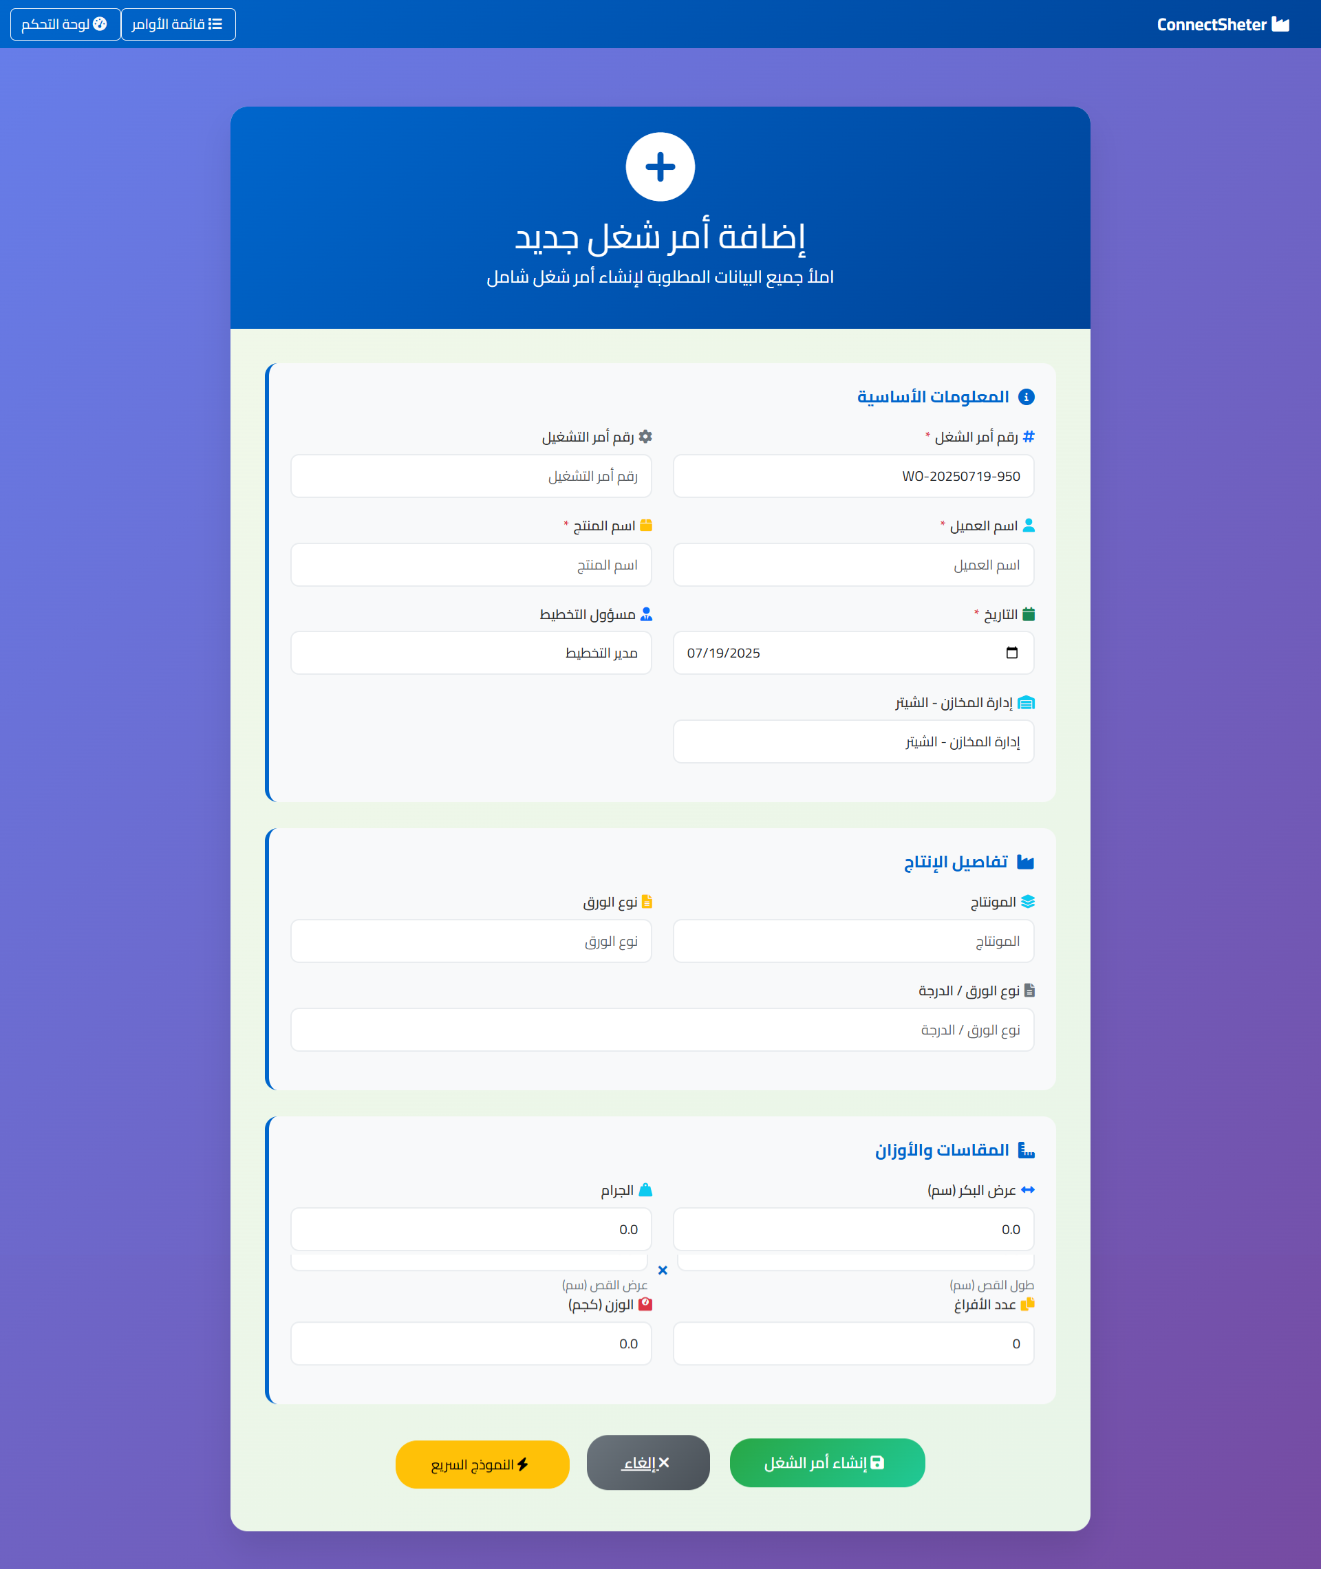 ConnectSheter
قائمة الأوامر
لوحة التحكم
إضافة أمر شغل جديد
املأ جميع البيانات المطلوبة لإنشاء أمر شغل شامل
المعلومات الأساسية
رقم أمر الشغل *
رقم أمر التشغيل
WO-20250719-950
رقم أمر التشغيل
اسم العميل *
اسم المنتج *
اسم العميل
اسم المنتج
التاريخ *
مسؤول التخطيط
07/19/2025
مدير التخطيط
إدارة المخازن - الشيتر
إدارة المخازن - الشيتر
تفاصيل الإنتاج
المونتاج
نوع الورق
المونتاج
نوع الورق
نوع الورق / الدرجة
نوع الورق / الدرجة
المقاسات والأوزان
عرض البكر (سم)
الجرام
0.0
0.0
×
طول القص (سم)
عرض القص (سم)
عدد الأفراغ
الوزن (كجم)
0
0.0
إنشاء أمر الشغل
إلغاء
النموذج السريع